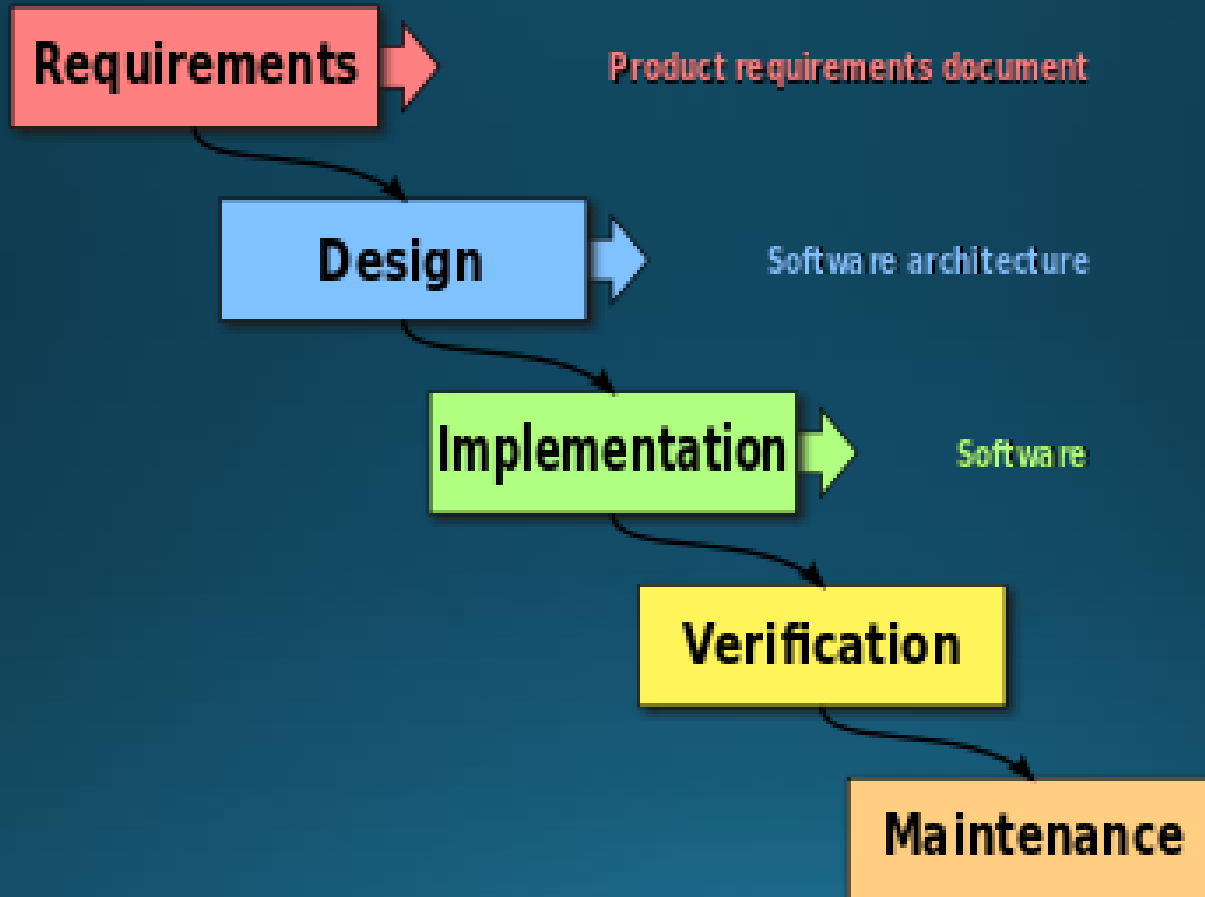 Requirements
Product requirements document
Design
Software architecture
Implementation
Software
Verification
Maintenance